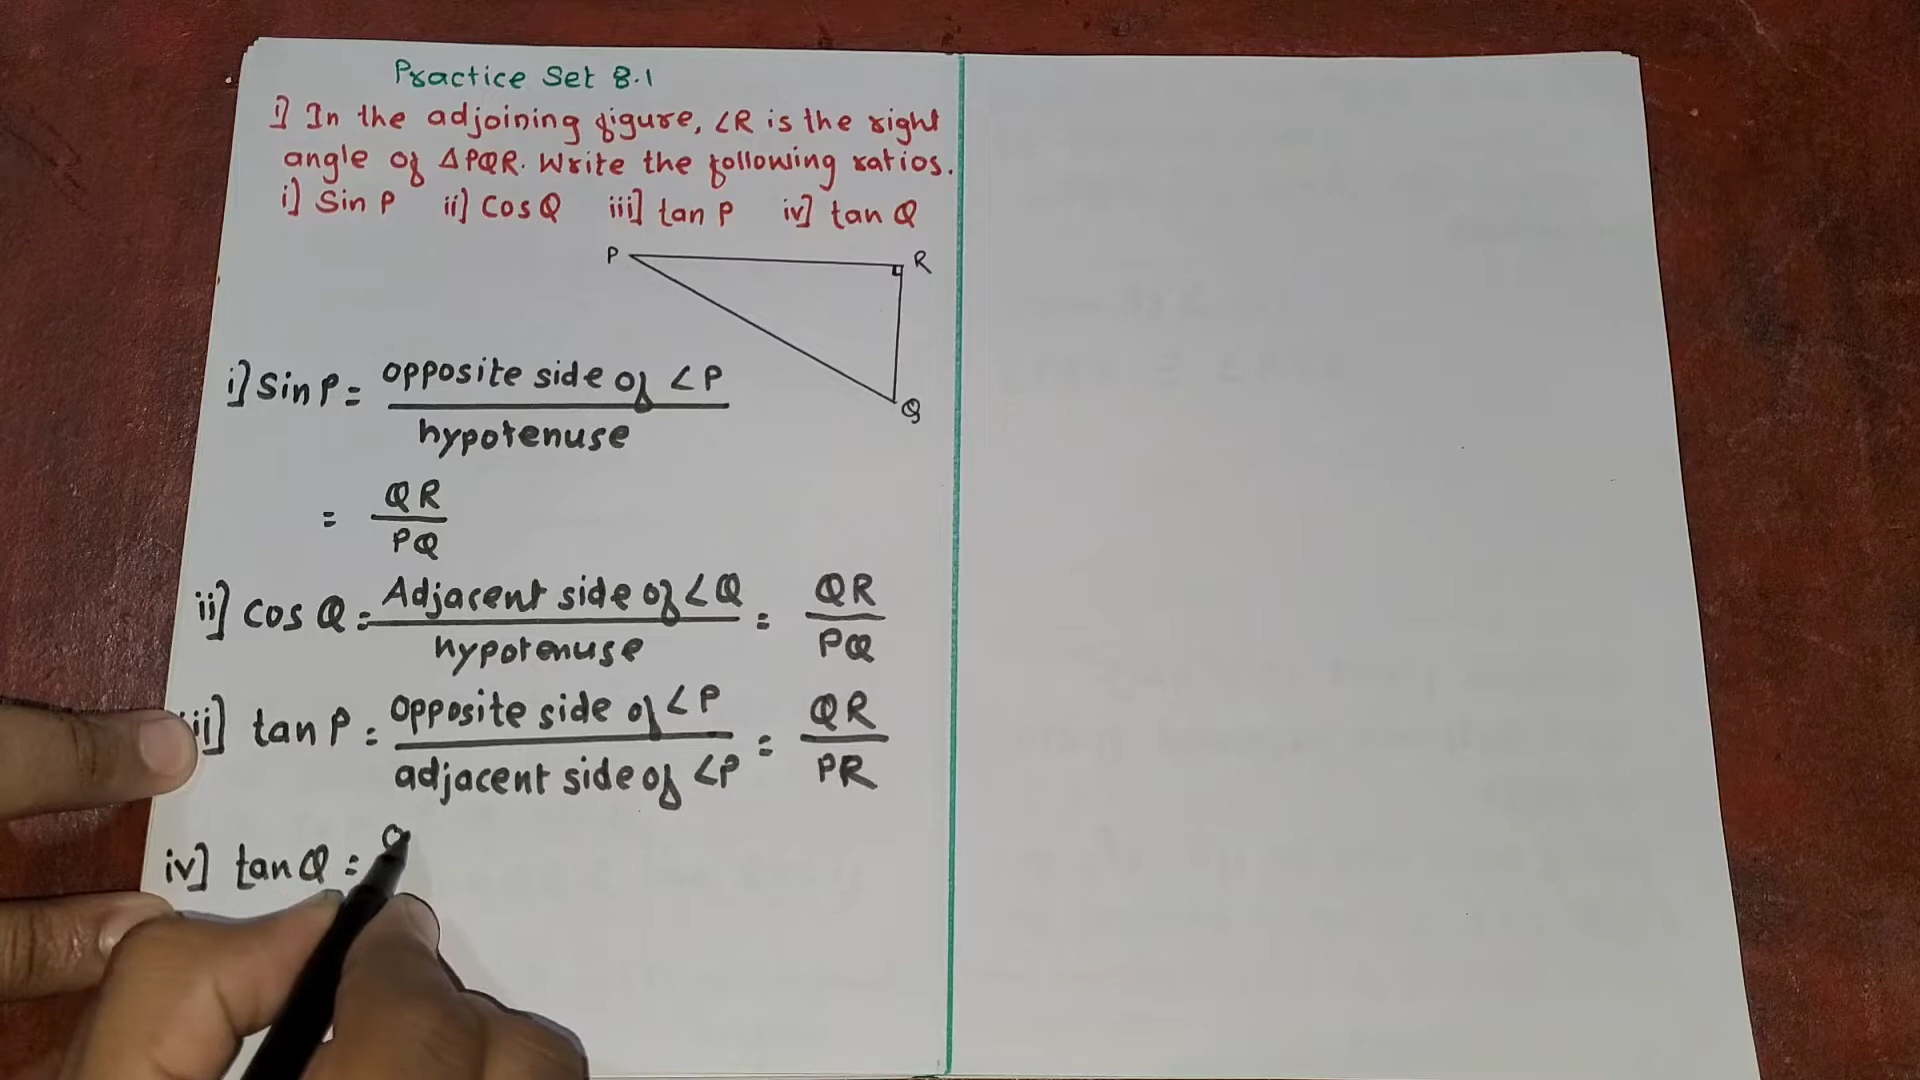 Practice Set 8.1
1] In the adjoining figure, ∠R is the right
angle of ΔPQR. Write the following ratios.
i] Sin P ii] Cos Q iii] tan P iv] tan Q
P
R
Q
i] Sin P = opposite side of ∠P
hypotenuse
= QR
PQ
ii] cos Q = Adjacent side of ∠Q = QR
hypotenuse PQ
iii] tan P = opposite side of ∠P = QR
adjacent side of ∠P PR
iv] tan Q =